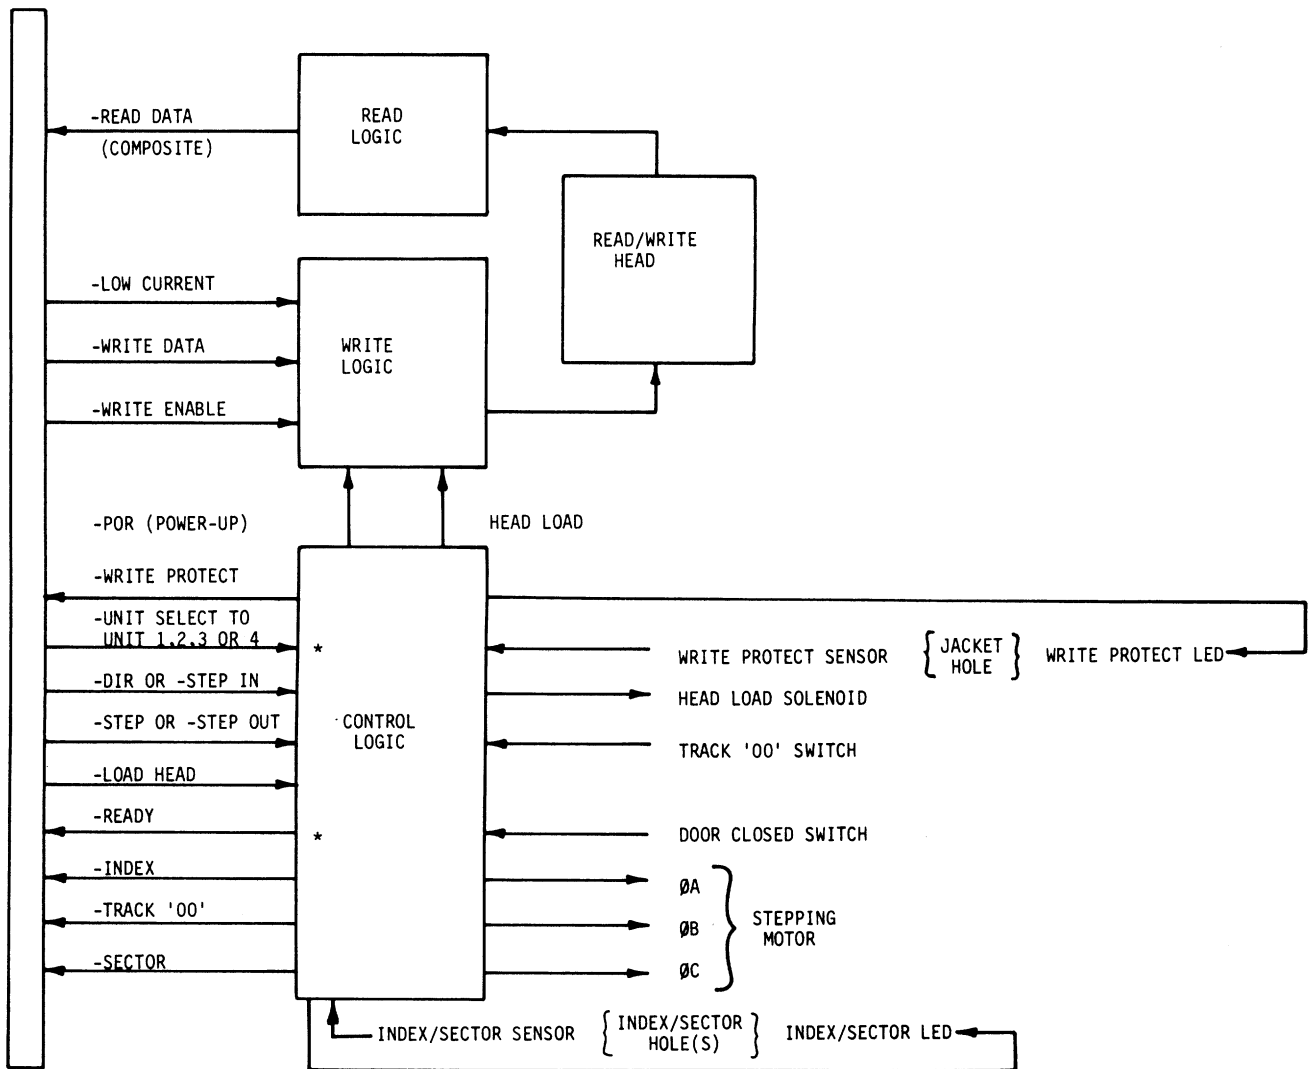 -READ DATA
(COMPOSITE)
READ
LOGIC
READ/WRITE
HEAD
-LOW CURRENT
-WRITE DATA
-WRITE ENABLE
WRITE
LOGIC
-POR (POWER-UP)
HEAD LOAD
-WRITE PROTECT
-UNIT SELECT TO
UNIT 1,2,3 OR 4
*
-DIR OR -STEP IN
-STEP OR -STEP OUT
CONTROL
LOGIC
-LOAD HEAD
-READY
*
-INDEX
-TRACK '00'
-SECTOR
WRITE PROTECT SENSOR { JACKET
HOLE } WRITE PROTECT LED
HEAD LOAD SOLENOID
TRACK '00' SWITCH
DOOR CLOSED SWITCH
ØA
ØB
ØC
STEPPING
MOTOR
INDEX/SECTOR SENSOR { INDEX/SECTOR
HOLE(S) } INDEX/SECTOR LED